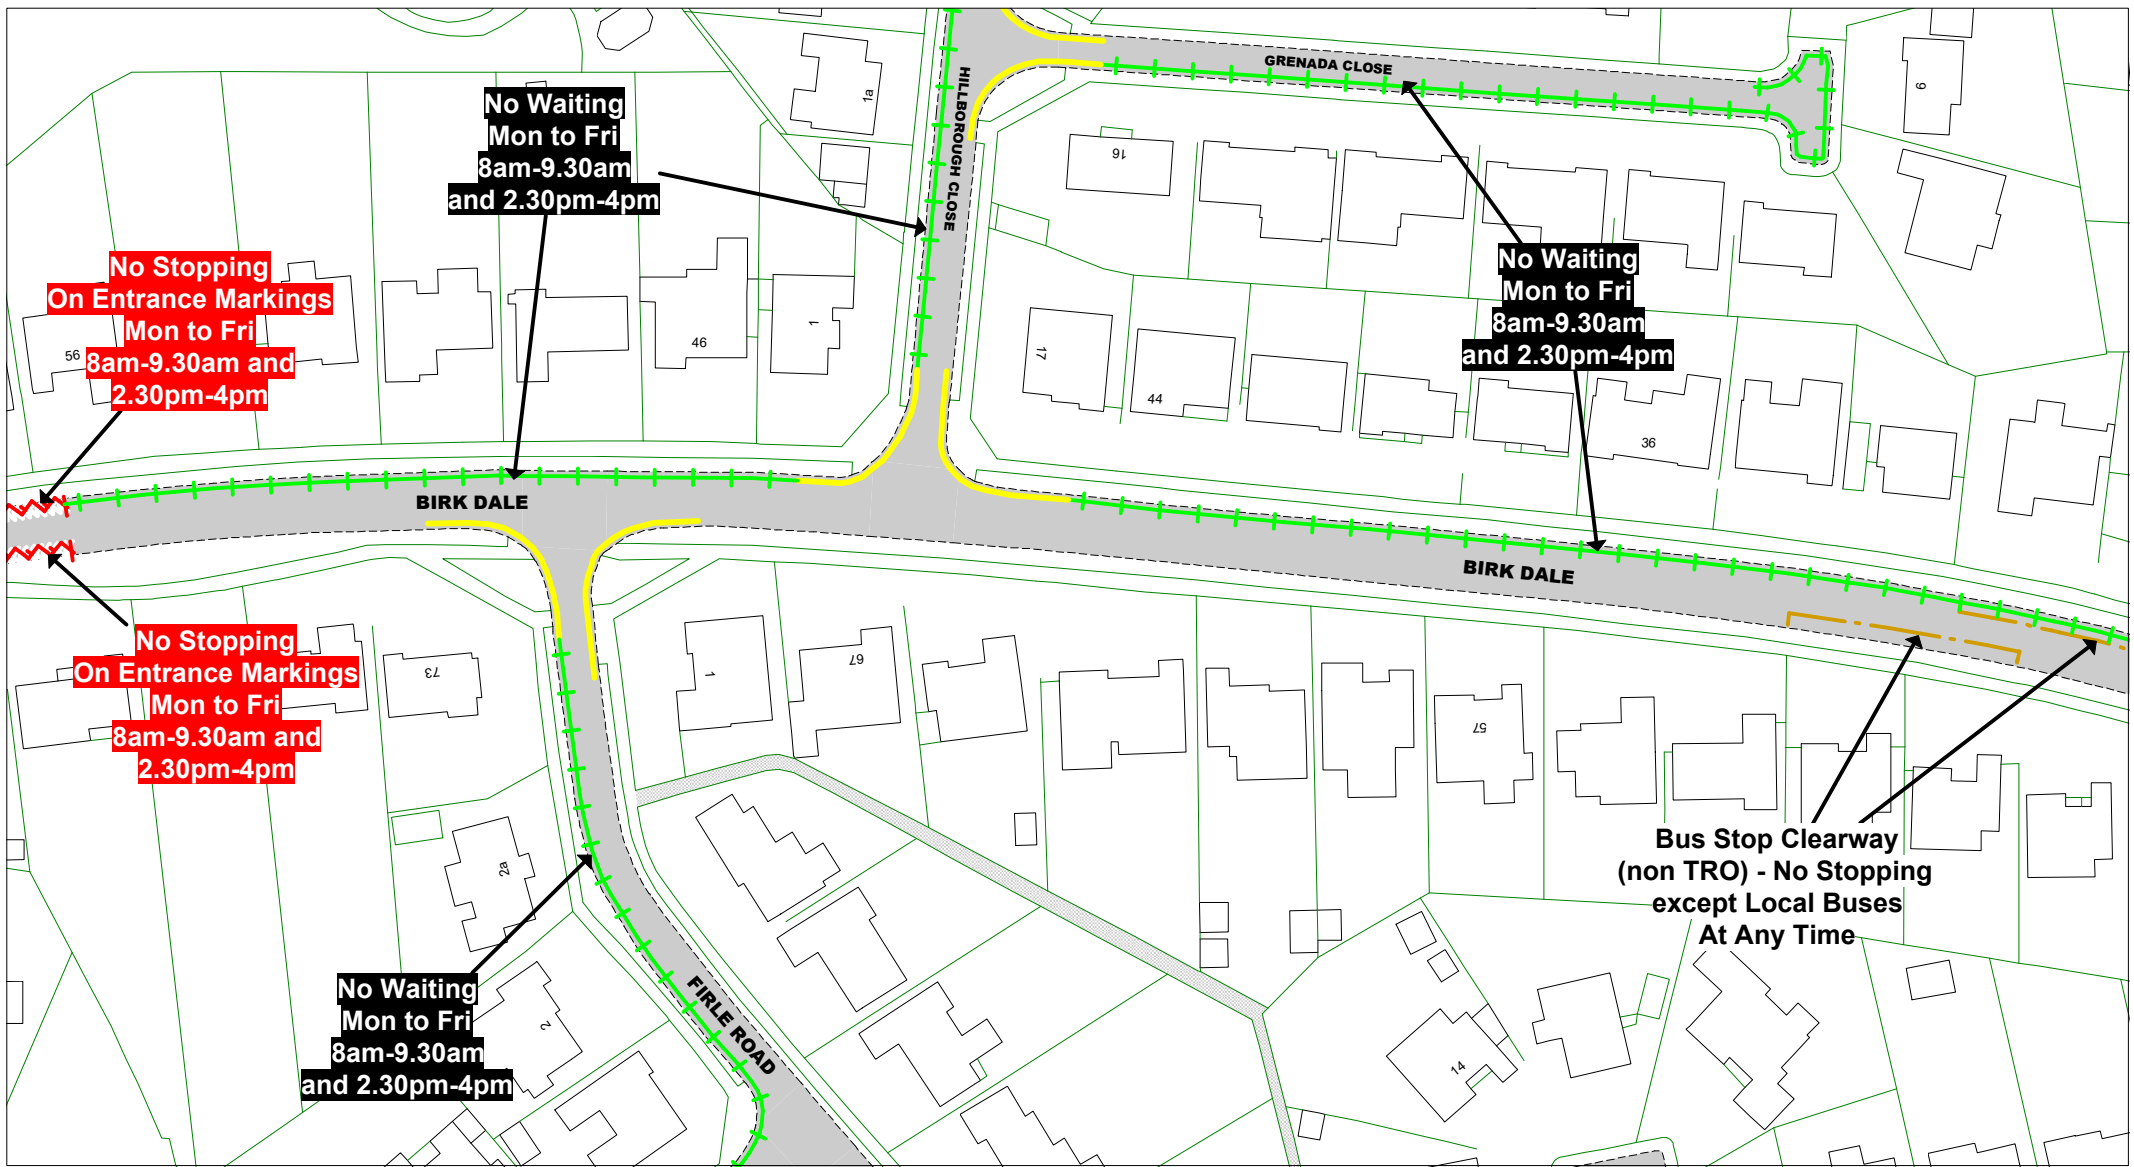 GRENADA CLOSE
HILLBOROUGH CLOSE
1a
6
16
No Waiting
Mon to Fri
8am-9.30am
and 2.30pm-4pm
No Stopping
On Entrance Markings
Mon to Fri
8am-9.30am and
2.30pm-4pm
No Waiting
Mon to Fri
8am-9.30am
and 2.30pm-4pm
56
46
1
17
44
36
BIRK DALE
BIRK DALE
No Stopping
On Entrance Markings
Mon to Fri
8am-9.30am and
2.30pm-4pm
73
1
67
57
Bus Stop Clearway
(non TRO) - No Stopping
except Local Buses
At Any Time
2a
2
No Waiting
Mon to Fri
8am-9.30am
and 2.30pm-4pm
FIRLE ROAD
14